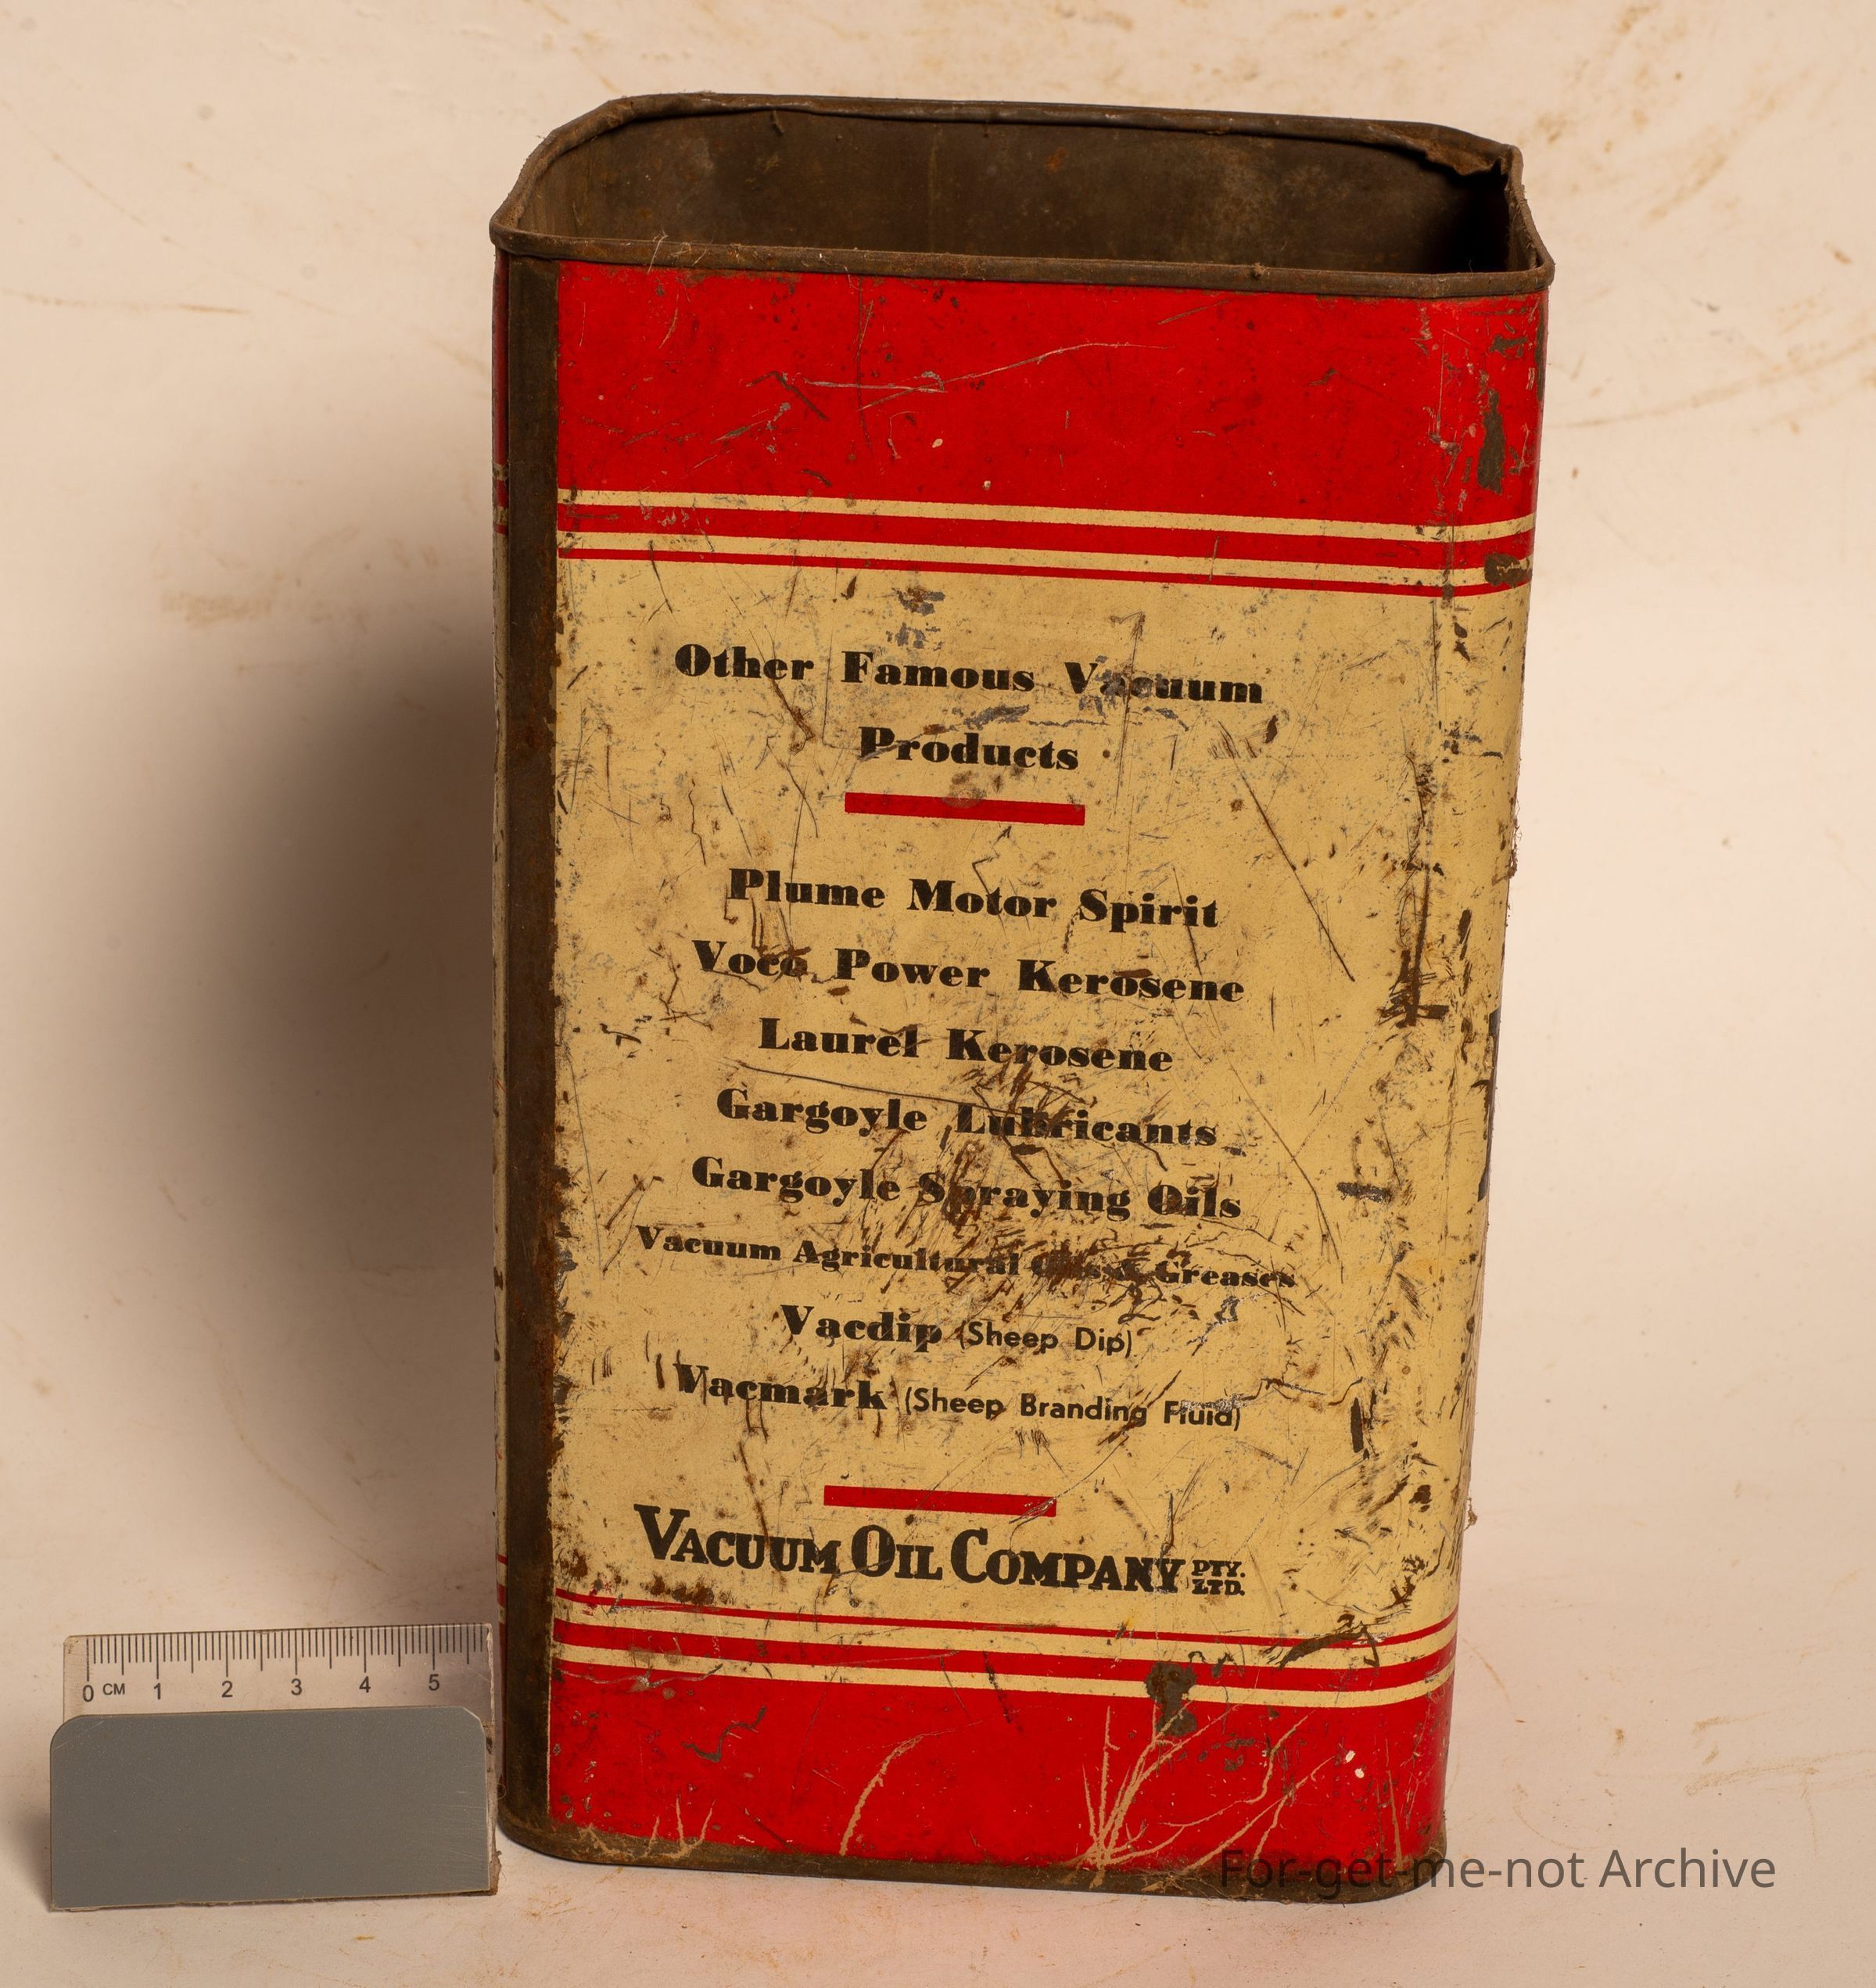 Other Famous Vacuum
Products
Plume Motor Spirit
Voco Power Kerosene
Laurel Kerosene
Gargoyle Lubricants
Gargoyle Spraying Oils
Vacuum Agricultural Oils & Greases
Vacdip (Sheep Dip)
Vacmark (Sheep Branding Fluid)
VACUUM OIL COMPANY PTY. LTD.
0 CM 1 2 3 4 5
For-get-me-not Archive